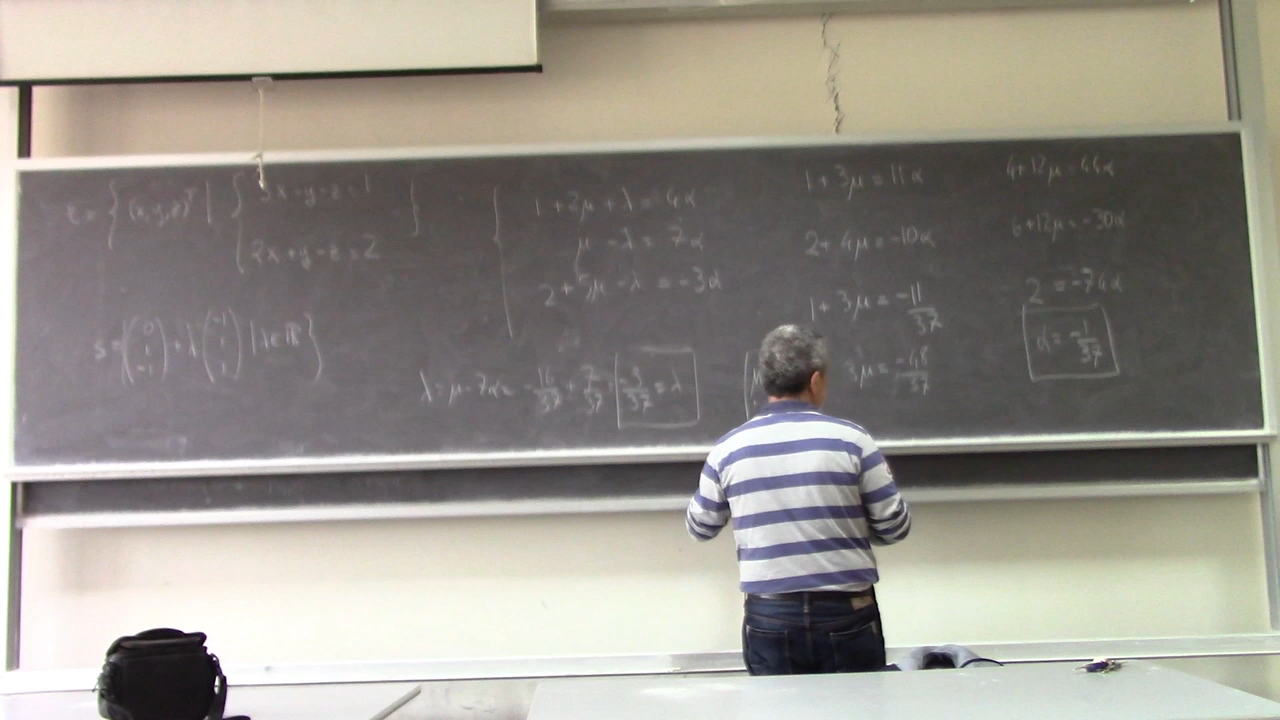 r = { (x,y,z)ᵀ | { 3x-y-z=1
2x+y-z=2 }
s = { (0 1 -1) + λ (-1 1 1) | λ∈ℝ }
{ 1+2μ+λ = 4α
μ-λ = 7α
2+5μ-λ = -3α
λ = μ-7α = -16/37 + 7/37 = -9/37 = λ
1+3μ = 11α
2+4μ = -10α
1+3μ = -11/37
3μ = -48/37
4+12μ = 44α
6+12μ = -30α
2 = -74α
α = -1/37